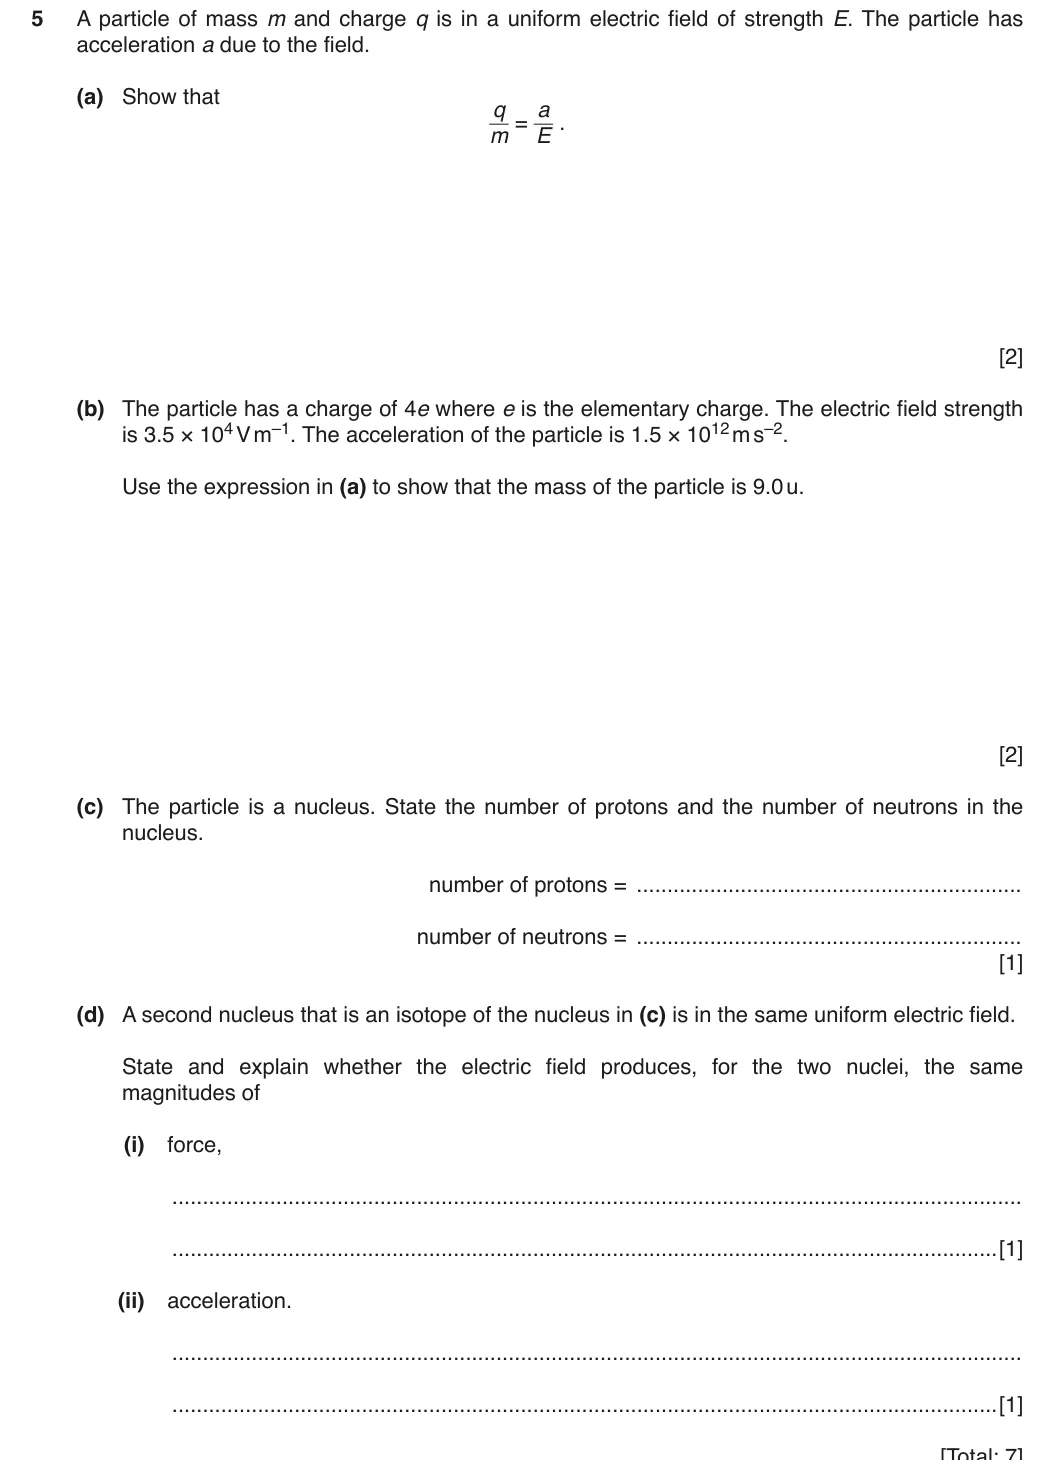 5 A particle of mass m and charge q is in a uniform electric field of strength E. The particle has
acceleration a due to the field.
(a) Show that
q/m = a/E .
[2]
(b) The particle has a charge of 4e where e is the elementary charge. The electric field strength
is 3.5 × 10⁴ V m⁻¹. The acceleration of the particle is 1.5 × 10¹² m s⁻².
Use the expression in (a) to show that the mass of the particle is 9.0 u.
[2]
(c) The particle is a nucleus. State the number of protons and the number of neutrons in the
nucleus.
number of protons = ...............................................................
number of neutrons = ...............................................................
[1]
(d) A second nucleus that is an isotope of the nucleus in (c) is in the same uniform electric field.
State and explain whether the electric field produces, for the two nuclei, the same
magnitudes of
(i) force,
...........................................................................................................................................
.......................................................................................................................................[1]
(ii) acceleration.
...........................................................................................................................................
.......................................................................................................................................[1]
[Total: 7]